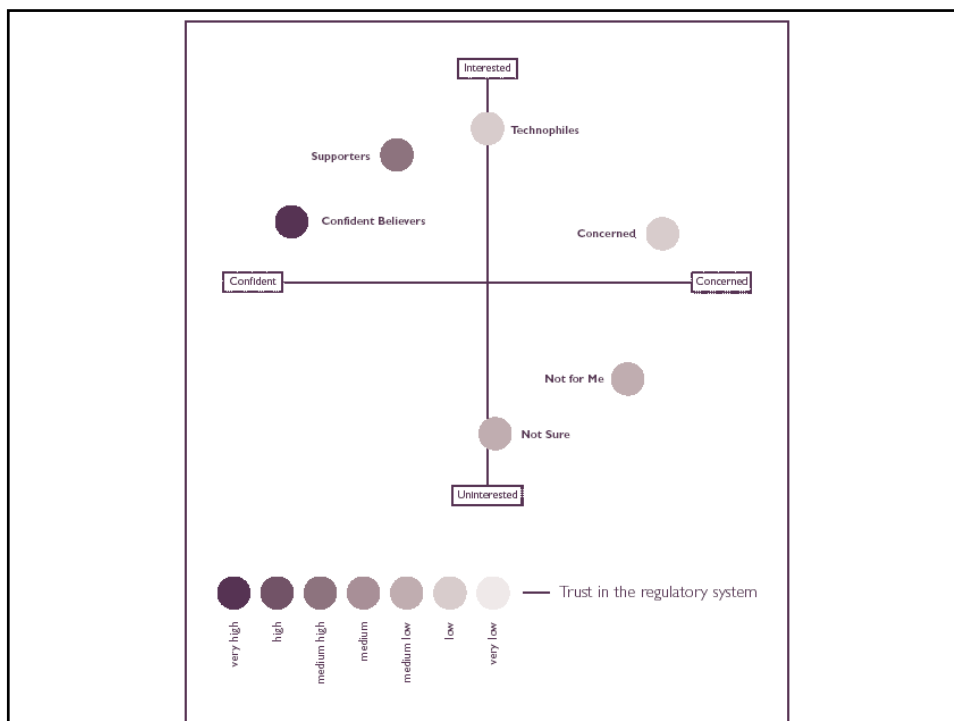 Interested
Technophiles
Supporters
Confident Believers
Concerned
Confident
Concerned
Not for Me
Not Sure
Uninterested
Trust in the regulatory system
very high
high
medium high
medium
medium low
low
very low